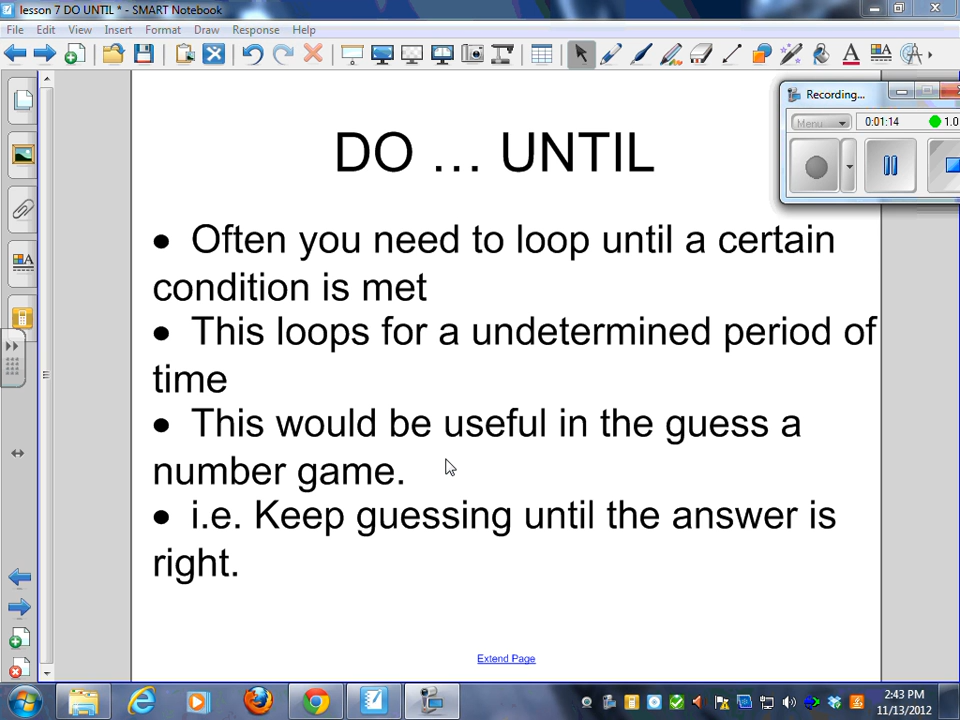 lesson 7 DO UNTIL * - SMART Notebook
File Edit View Insert Format Draw Response Help
Recording...
Menu 0:01:14 1.0
DO … UNTIL
• Often you need to loop until a certain
condition is met
• This loops for a undetermined period of
time
• This would be useful in the guess a
number game.
• i.e. Keep guessing until the answer is
right.
Extend Page
2:43 PM
11/13/2012